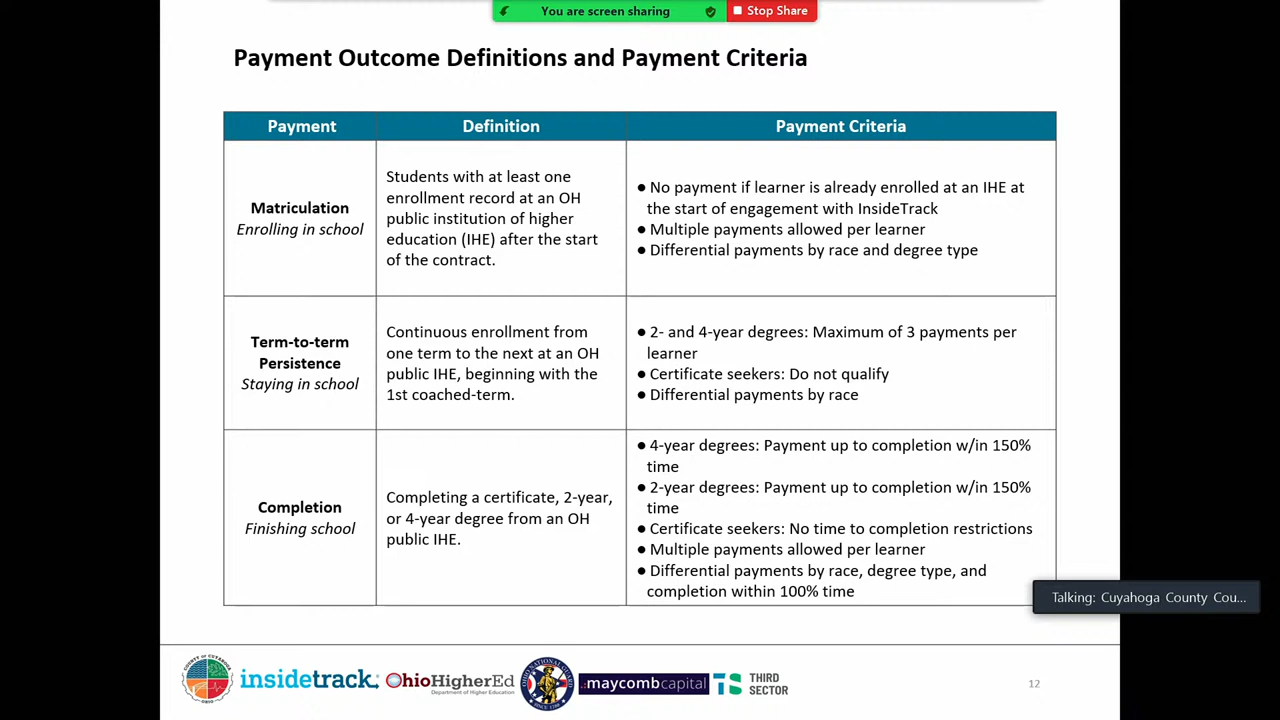 You are screen sharing
Stop Share
Payment Outcome Definitions and Payment Criteria
Payment
Definition
Payment Criteria
Matriculation
Enrolling in school
Students with at least one
enrollment record at an OH
public institution of higher
education (IHE) after the start
of the contract.
● No payment if learner is already enrolled at an IHE at
the start of engagement with InsideTrack
● Multiple payments allowed per learner
● Differential payments by race and degree type
Term-to-term
Persistence
Staying in school
Continuous enrollment from
one term to the next at an OH
public IHE, beginning with the
1st coached-term.
● 2- and 4-year degrees: Maximum of 3 payments per
learner
● Certificate seekers: Do not qualify
● Differential payments by race
Completion
Finishing school
Completing a certificate, 2-year,
or 4-year degree from an OH
public IHE.
● 4-year degrees: Payment up to completion w/in 150%
time
● 2-year degrees: Payment up to completion w/in 150%
time
● Certificate seekers: No time to completion restrictions
● Multiple payments allowed per learner
● Differential payments by race, degree type, and
completion within 100% time
Talking: Cuyahoga County Cou...
COUNTY OF CUYAHOGA
OHIO
insidetrack.
OhioHigherEd
Department of Higher Education
OHIO NATIONAL GUARD
SINCE 1788
.:maycombcapital
TS
THIRD
SECTOR
12